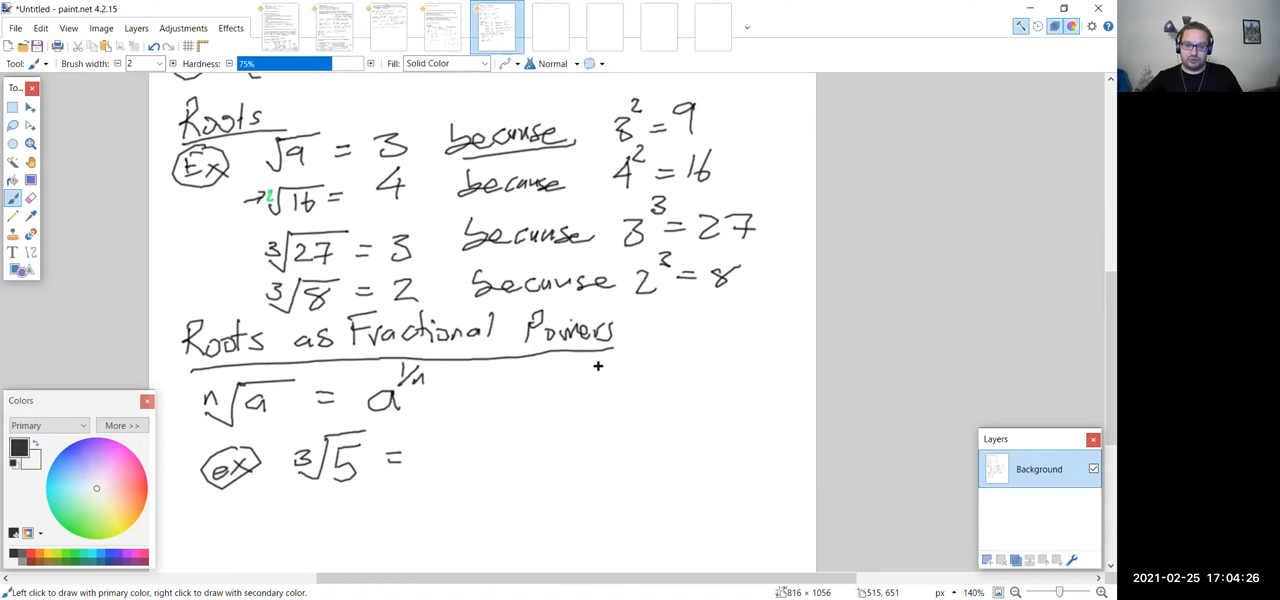 *Untitled - paint.net 4.2.15
File Edit View Image Layers Adjustments Effects
Tool: Brush width: 2 Hardness: 75% Fill: Solid Color Normal
To...
Roots
Ex √9 = 3 because 3² = 9
→ ²√16 = 4 because 4² = 16
³√27 = 3 because 3³ = 27
³√8 = 2 because 2³ = 8
Roots as Fractional Powers
ⁿ√a = a^1/n
ex ³√5 =
Colors
Primary More >>
Layers
Background
Left click to draw with primary color, right click to draw with secondary color. 816 × 1056 515, 651 px 140%
2021-02-25 17:04:26